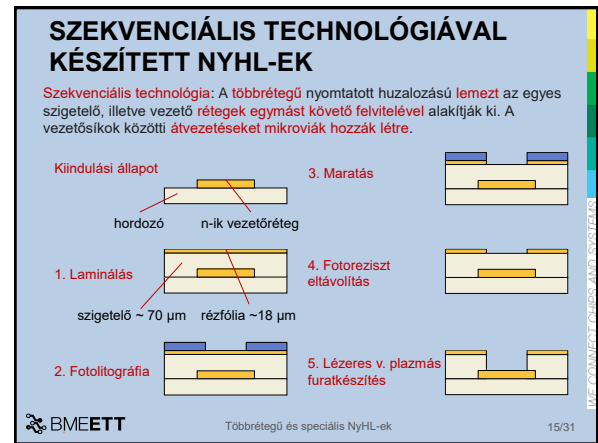 SZEKVENCIÁLIS TECHNOLÓGIÁVAL
KÉSZÍTETT NYHL-EK
Szekvenciális technológia: A többrétegű nyomtatott huzalozású lemezt az egyes
szigetelő, illetve vezető rétegek egymást követő felvitelével alakítják ki. A
vezetősíkok közötti átvezetéseket mikroviák hozzák létre.
Kiindulási állapot
hordozó
n-ik vezetőréteg
1. Laminálás
szigetelő ~ 70 µm
rézfólia ~18 µm
2. Fotolitográfia
3. Maratás
4. Fotoreziszt
eltávolítás
5. Lézeres v. plazmás
furatkészítés
WE CONNECT CHIPS AND SYSTEMS
BMEETT
Többrétegű és speciális NyHL-ek
15/31